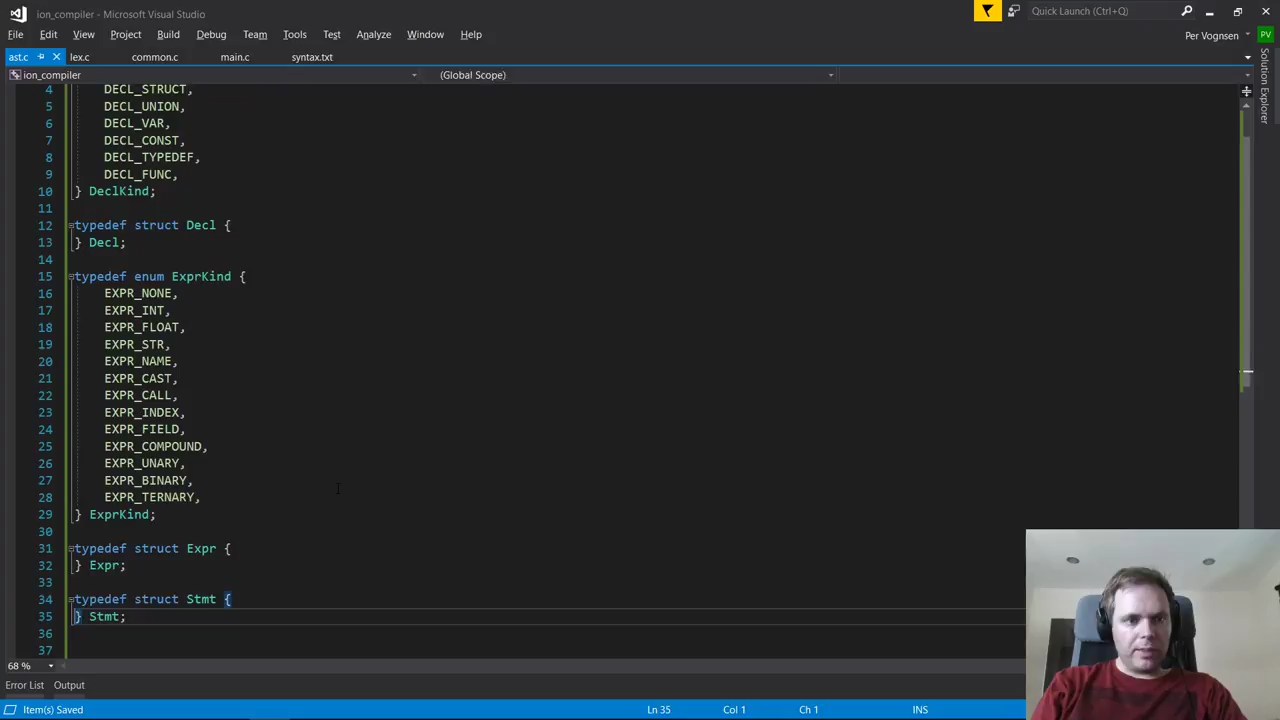 ion_compiler - Microsoft Visual Studio
Quick Launch (Ctrl+Q)
File Edit View Project Build Debug Team Tools Test Analyze Window Help
Per Vognsen PV
ast.c lex.c common.c main.c syntax.txt
ion_compiler (Global Scope)
Solution Explorer
4 DECL_STRUCT,
5 DECL_UNION,
6 DECL_VAR,
7 DECL_CONST,
8 DECL_TYPEDEF,
9 DECL_FUNC,
10 } DeclKind;
11
12 typedef struct Decl {
13 } Decl;
14
15 typedef enum ExprKind {
16 EXPR_NONE,
17 EXPR_INT,
18 EXPR_FLOAT,
19 EXPR_STR,
20 EXPR_NAME,
21 EXPR_CAST,
22 EXPR_CALL,
23 EXPR_INDEX,
24 EXPR_FIELD,
25 EXPR_COMPOUND,
26 EXPR_UNARY,
27 EXPR_BINARY,
28 EXPR_TERNARY,
29 } ExprKind;
30
31 typedef struct Expr {
32 } Expr;
33
34 typedef struct Stmt {
35 } Stmt;
36
37
68 %
Error List Output
Item(s) Saved Ln 35 Col 1 Ch 1 INS